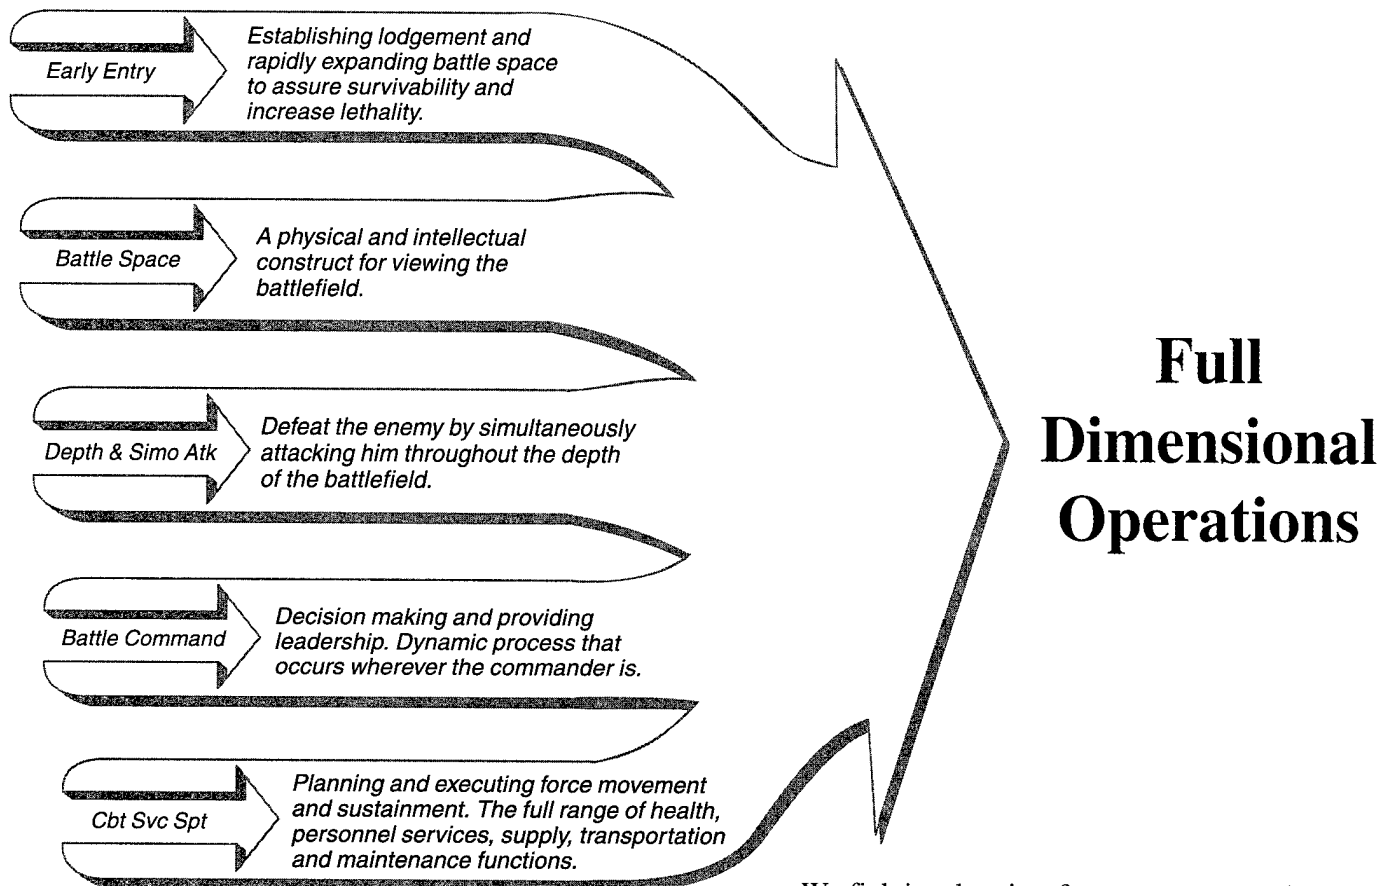 Early Entry
Establishing lodgement and
rapidly expanding battle space
to assure survivability and
increase lethality.
Battle Space
A physical and intellectual
construct for viewing the
battlefield.
Depth & Simo Atk
Defeat the enemy by simultaneously
attacking him throughout the depth
of the battlefield.
Battle Command
Decision making and providing
leadership. Dynamic process that
occurs wherever the commander is.
Cbt Svc Spt
Planning and executing force movement
and sustainment. The full range of health,
personnel services, supply, transportation
and maintenance functions.
Full
Dimensional
Operations